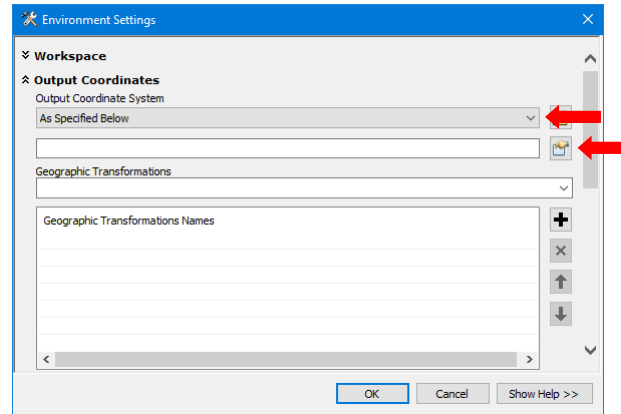 Environment Settings
Workspace
Output Coordinates
Output Coordinate System
As Specified Below
Geographic Transformations
Geographic Transformations Names
OK Cancel Show Help >>